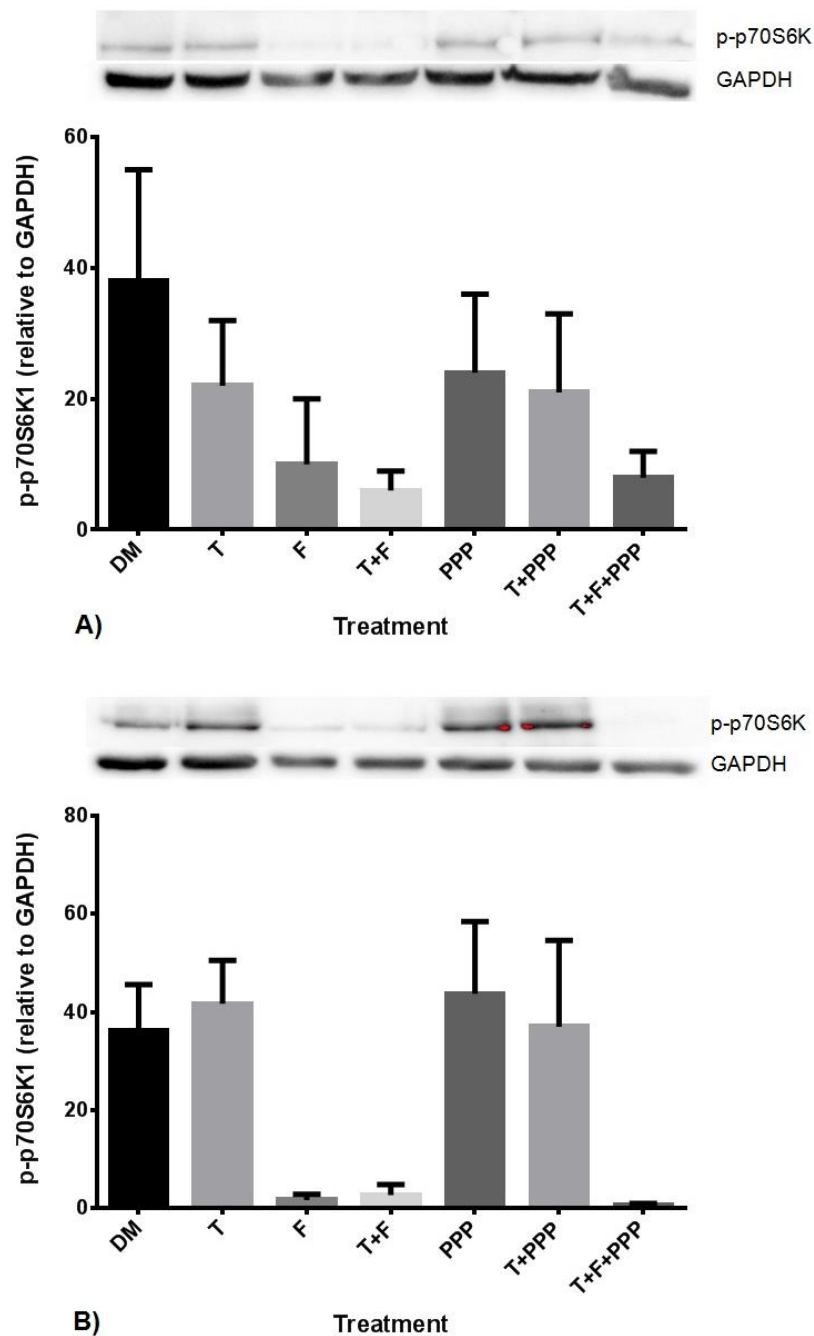 p-p70S6K
GAPDH
p-p70S6K1 (relative to GAPDH)
60
40
20
0
DM
T
F
T+F
PPP
T+PPP
T+F+PPP
A)
Treatment
p-p70S6K
GAPDH
p-p70S6K1 (relative to GAPDH)
80
60
40
20
0
DM
T
F
T+F
PPP
T+PPP
T+F+PPP
B)
Treatment